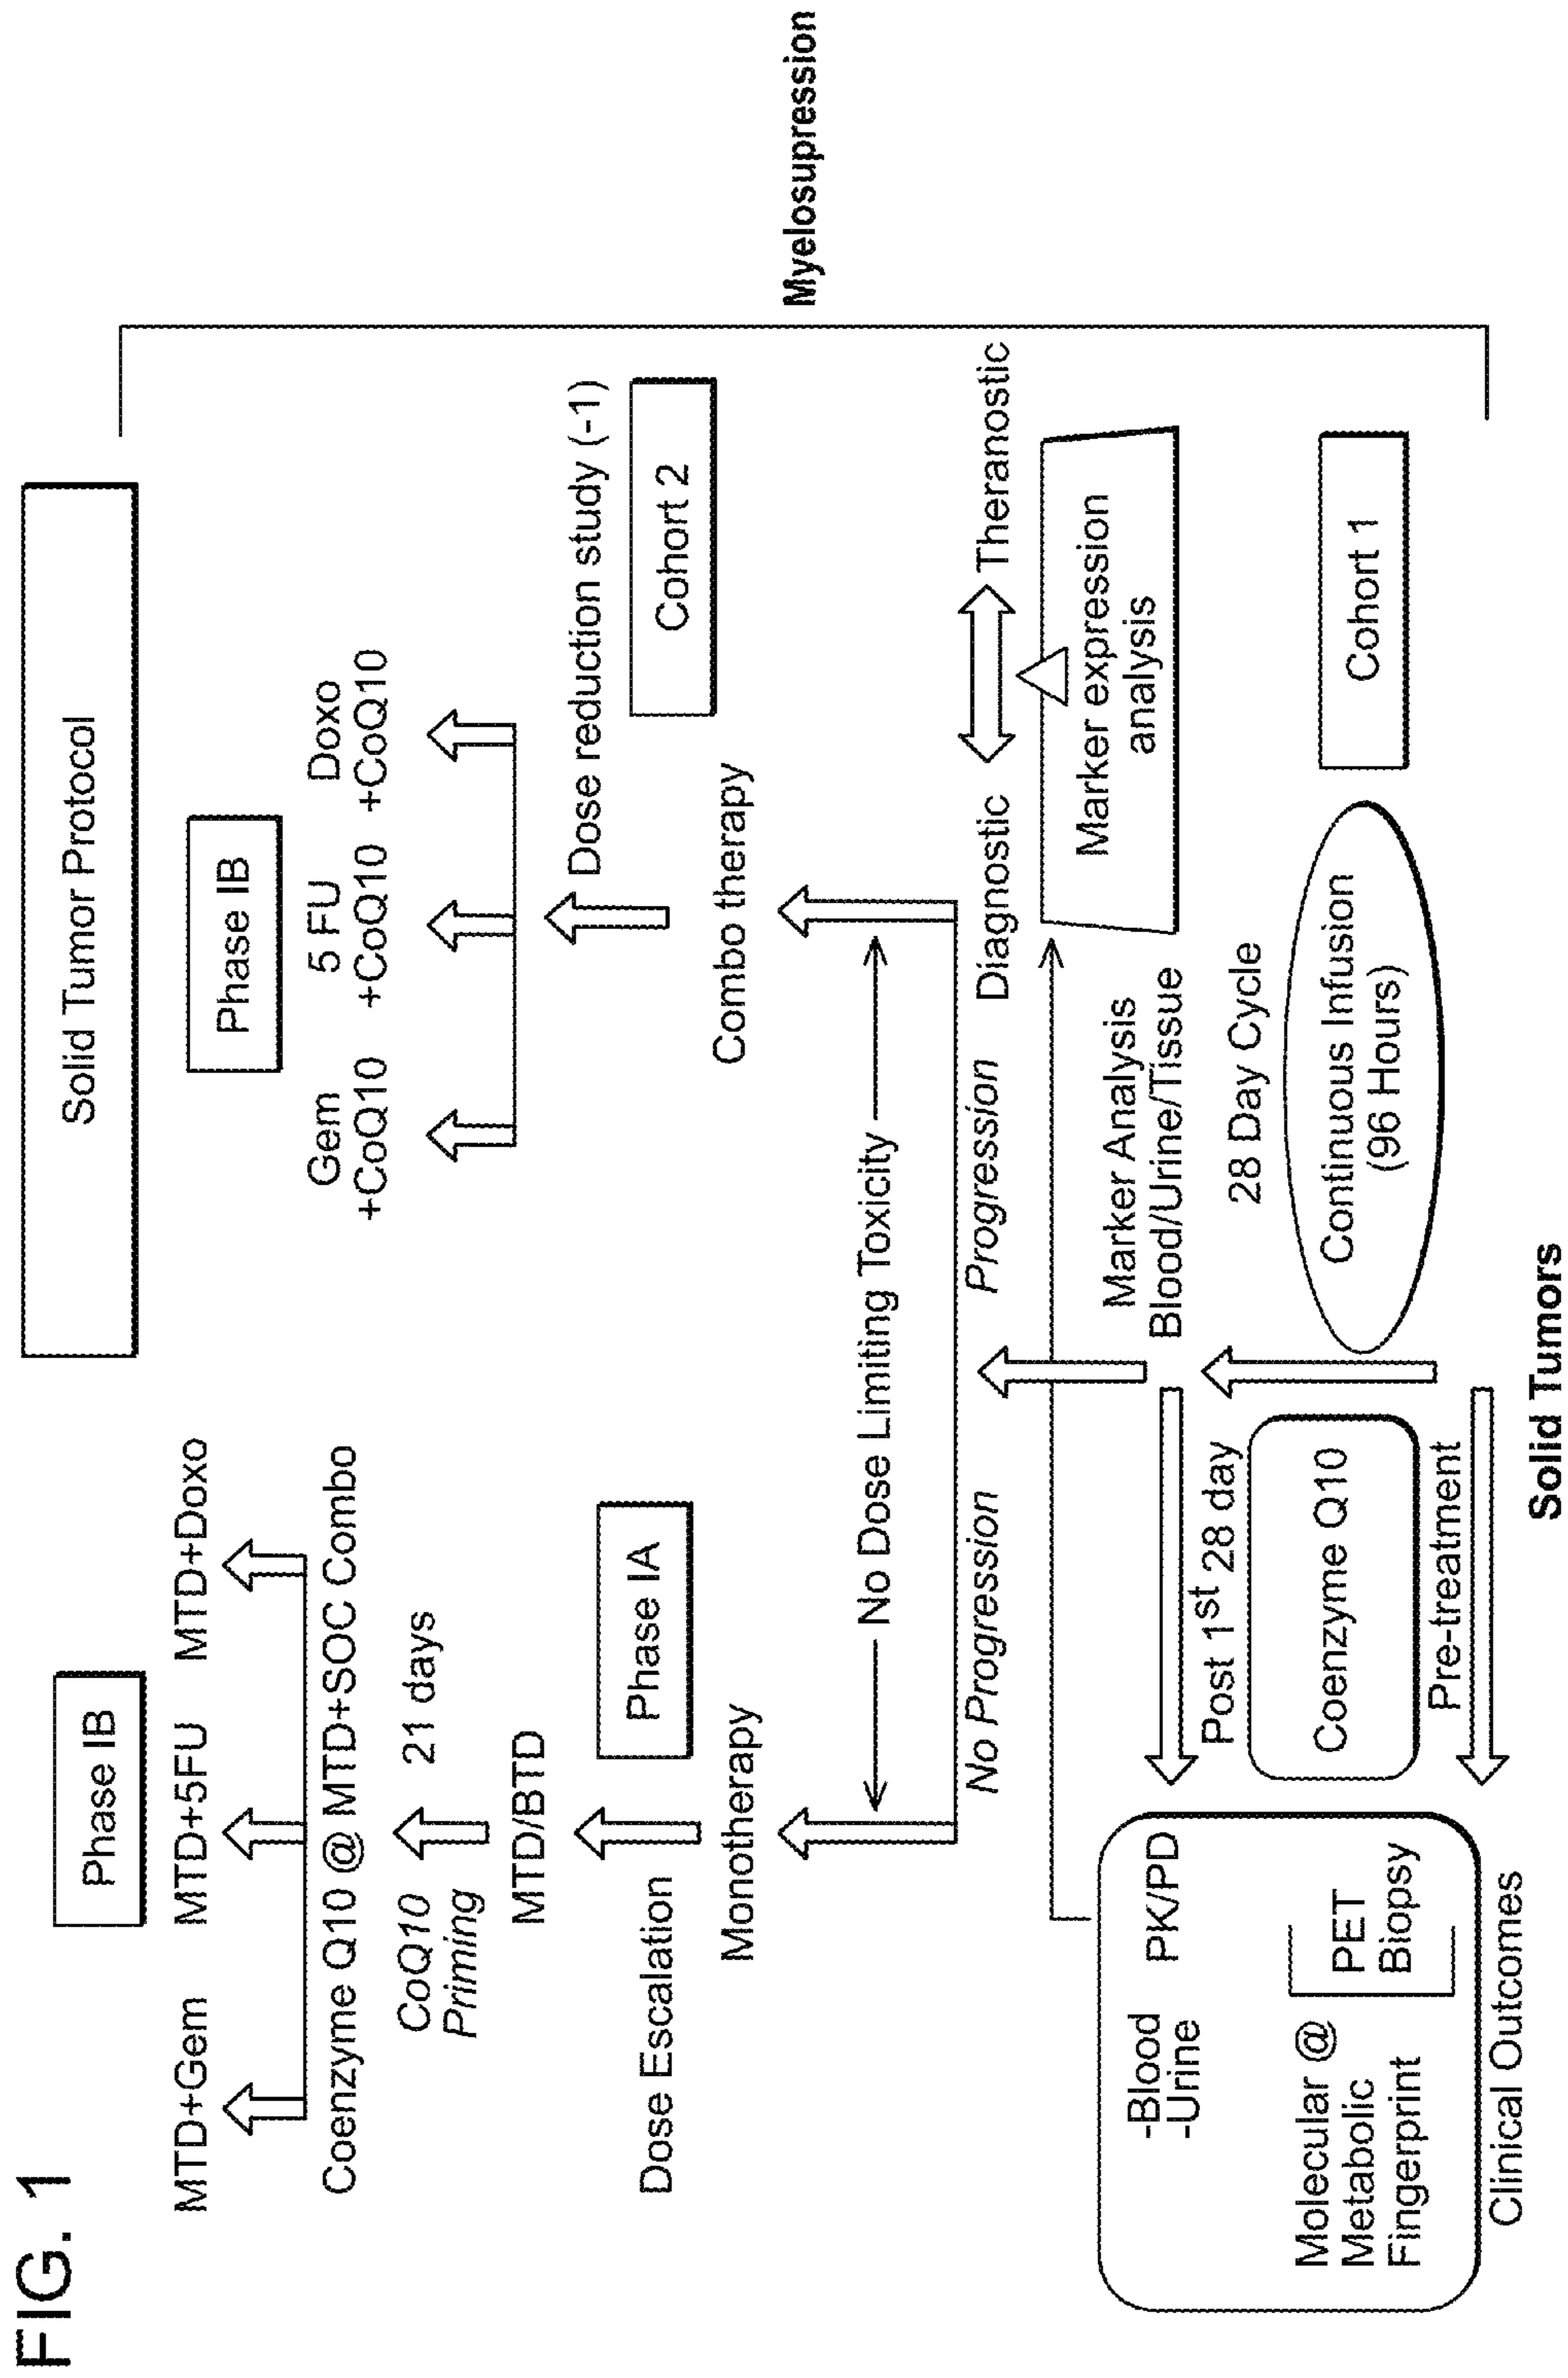 FIG. 1
Solid Tumor Protocol
Phase IB
MTD+Gem MTD+5FU MTD+Doxo
Coenzyme Q10 @ MTD+SOC Combo
CoQ10
Priming
21 days
MTD/BTD
Dose Escalation
Phase IA
Monotherapy
Phase IB
Gem
+CoQ10
5 FU
+CoQ10
Doxo
+CoQ10
Dose reduction study (-1)
Cohort 2
Combo therapy
No Dose Limiting Toxicity
No Progression
Progression
Diagnostic
Theranostic
Marker Analysis
Blood/Urine/Tissue
Marker expression
analysis
-Blood
-Urine
PK/PD
Molecular @
Metabolic
Fingerprint
PET
Biopsy
Clinical Outcomes
Post 1st 28 day
Coenzyme Q10
Pre-treatment
28 Day Cycle
Continuous Infusion
(96 Hours)
Cohort 1
Solid Tumors
Myelosupression